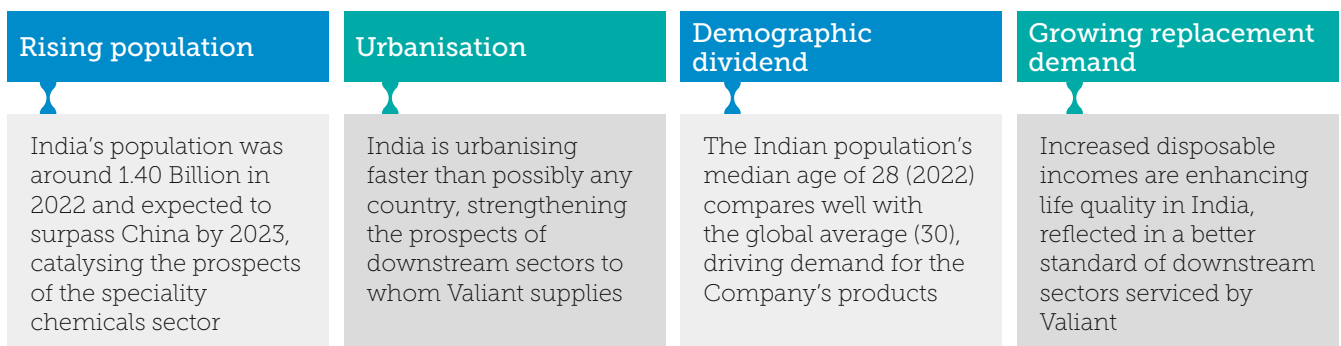 Rising population
India's population was
around 1.40 Billion in
2022 and expected to
surpass China by 2023,
catalysing the prospects
of the speciality
chemicals sector
Urbanisation
India is urbanising
faster than possibly any
country, strengthening
the prospects of
downstream sectors to
whom Valiant supplies
Demographic
dividend
The Indian population's
median age of 28 (2022)
compares well with
the global average (30),
driving demand for the
Company's products
Growing replacement
demand
Increased disposable
incomes are enhancing
life quality in India,
reflected in a better
standard of downstream
sectors serviced by
Valiant